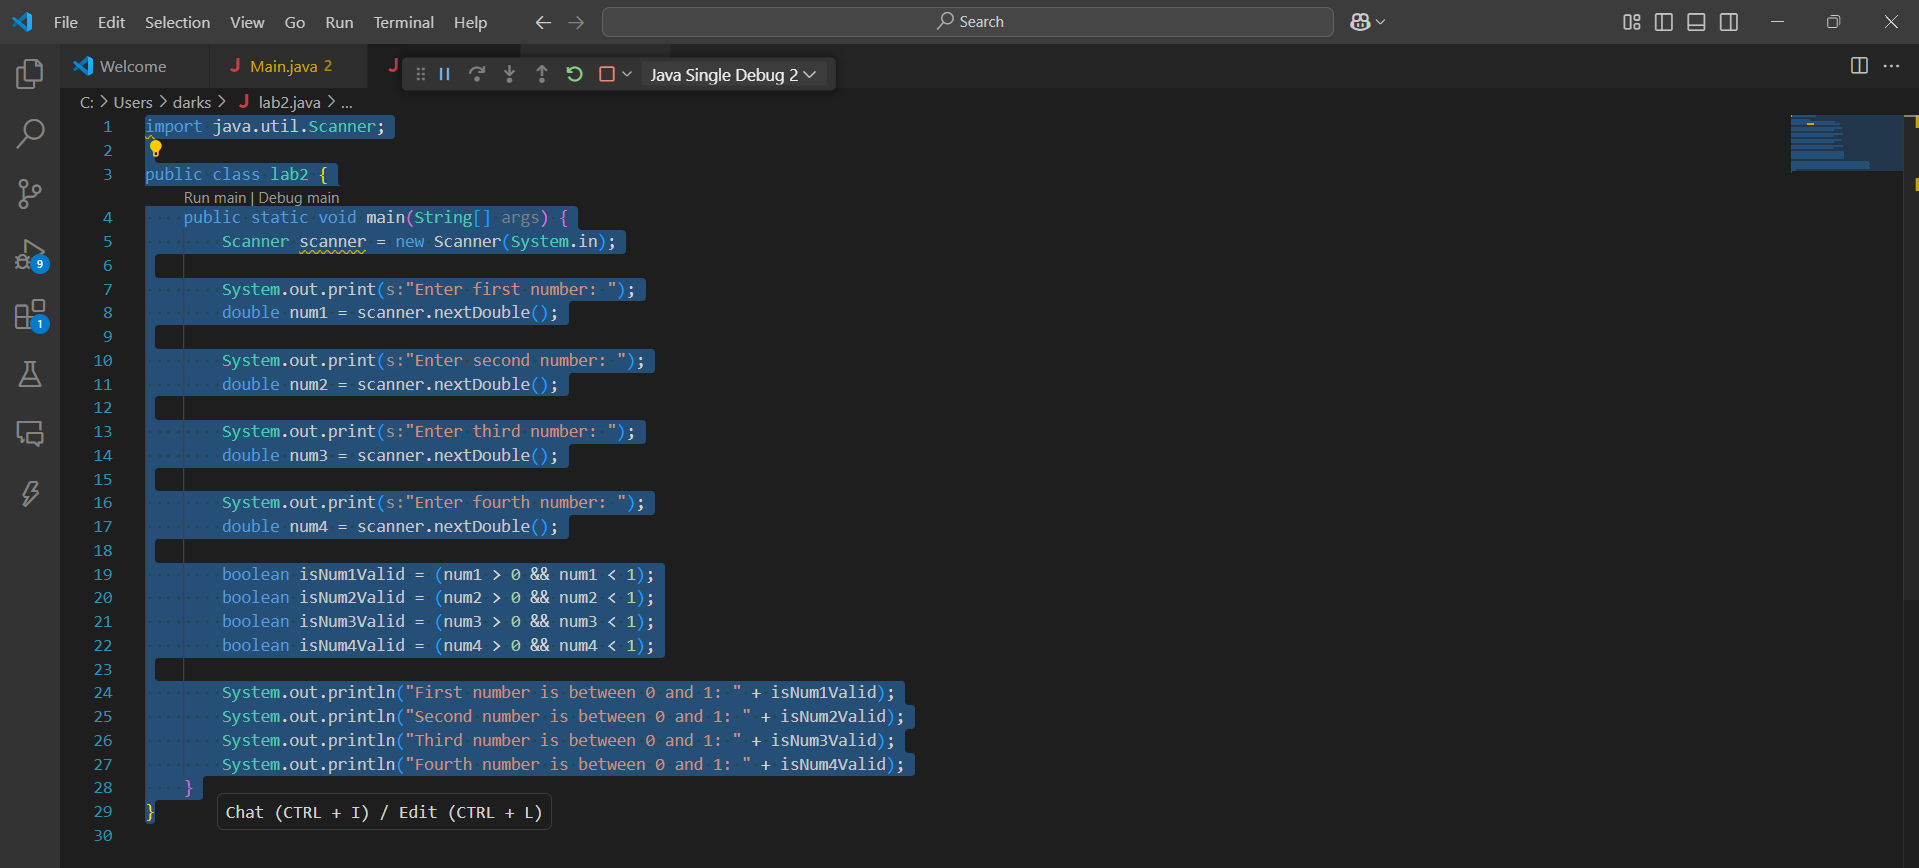 File Edit Selection View Go Run Terminal Help Search
Welcome Main.java 2 Java Single Debug 2
C: > Users > darks > lab2.java > ...
1 import java.util.Scanner;
2
3 public class lab2 {
Run main | Debug main
4 public static void main(String[] args) {
5 Scanner scanner = new Scanner(System.in);
6
7 System.out.print(s:"Enter first number: ");
8 double num1 = scanner.nextDouble();
9
10 System.out.print(s:"Enter second number: ");
11 double num2 = scanner.nextDouble();
12
13 System.out.print(s:"Enter third number: ");
14 double num3 = scanner.nextDouble();
15
16 System.out.print(s:"Enter fourth number: ");
17 double num4 = scanner.nextDouble();
18
19 boolean isNum1Valid = (num1 > 0 && num1 < 1);
20 boolean isNum2Valid = (num2 > 0 && num2 < 1);
21 boolean isNum3Valid = (num3 > 0 && num3 < 1);
22 boolean isNum4Valid = (num4 > 0 && num4 < 1);
23
24 System.out.println("First number is between 0 and 1: " + isNum1Valid);
25 System.out.println("Second number is between 0 and 1: " + isNum2Valid);
26 System.out.println("Third number is between 0 and 1: " + isNum3Valid);
27 System.out.println("Fourth number is between 0 and 1: " + isNum4Valid);
28 }
29 }
Chat (CTRL + I) / Edit (CTRL + L)
30
9
1